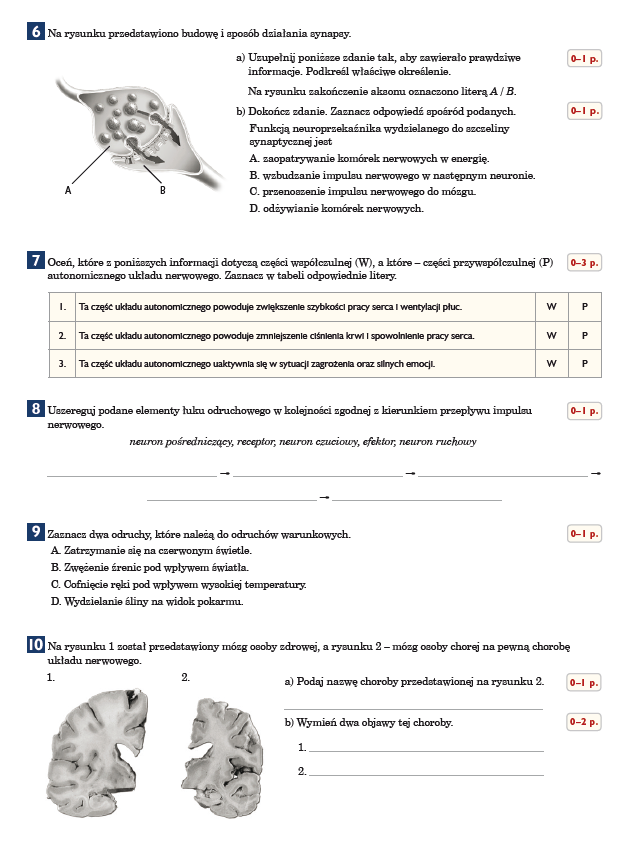 6 Na rysunku przedstawiono budowę i sposób działania synapsy.
a) Uzupełnij poniższe zdanie tak, aby zawierało prawdziwe 0–1 p.
informacje. Podkreśl właściwe określenie.
Na rysunku zakończenie aksonu oznaczono literą A / B.
b) Dokończ zdanie. Zaznacz odpowiedź spośród podanych. 0–1 p.
Funkcją neuroprzekaźnika wydzielanego do szczeliny
synaptycznej jest
A. zaopatrywanie komórek nerwowych w energię.
B. wzbudzanie impulsu nerwowego w następnym neuronie.
C. przenoszenie impulsu nerwowego do mózgu.
D. odżywianie komórek nerwowych.
A B
7 Oceń, które z poniższych informacji dotyczą części współczulnej (W), a które – części przywspółczulnej (P) 0–3 p.
autonomicznego układu nerwowego. Zaznacz w tabeli odpowiednie litery.
1. Ta część układu autonomicznego powoduje zwiększenie szybkości pracy serca i wentylacji płuc. W P
2. Ta część układu autonomicznego powoduje zmniejszenie ciśnienia krwi i spowolnienie pracy serca. W P
3. Ta część układu autonomicznego uaktywnia się w sytuacji zagrożenia oraz silnych emocji. W P
8 Uszereguj podane elementy łuku odruchowego w kolejności zgodnej z kierunkiem przepływu impulsu 0–1 p.
nerwowego.
neuron pośredniczący, receptor, neuron czuciowy, efektor, neuron ruchowy
→ → →
→
9 Zaznacz dwa odruchy, które należą do odruchów warunkowych. 0–1 p.
A. Zatrzymanie się na czerwonym świetle.
B. Zwężenie źrenic pod wpływem światła.
C. Cofnięcie ręki pod wpływem wysokiej temperatury.
D. Wydzielanie śliny na widok pokarmu.
10 Na rysunku 1 został przedstawiony mózg osoby zdrowej, a rysunku 2 – mózg osoby chorej na pewną chorobę
układu nerwowego.
1. 2.
a) Podaj nazwę choroby przedstawionej na rysunku 2. 0–1 p.
b) Wymień dwa objawy tej choroby. 0–2 p.
1.
2.